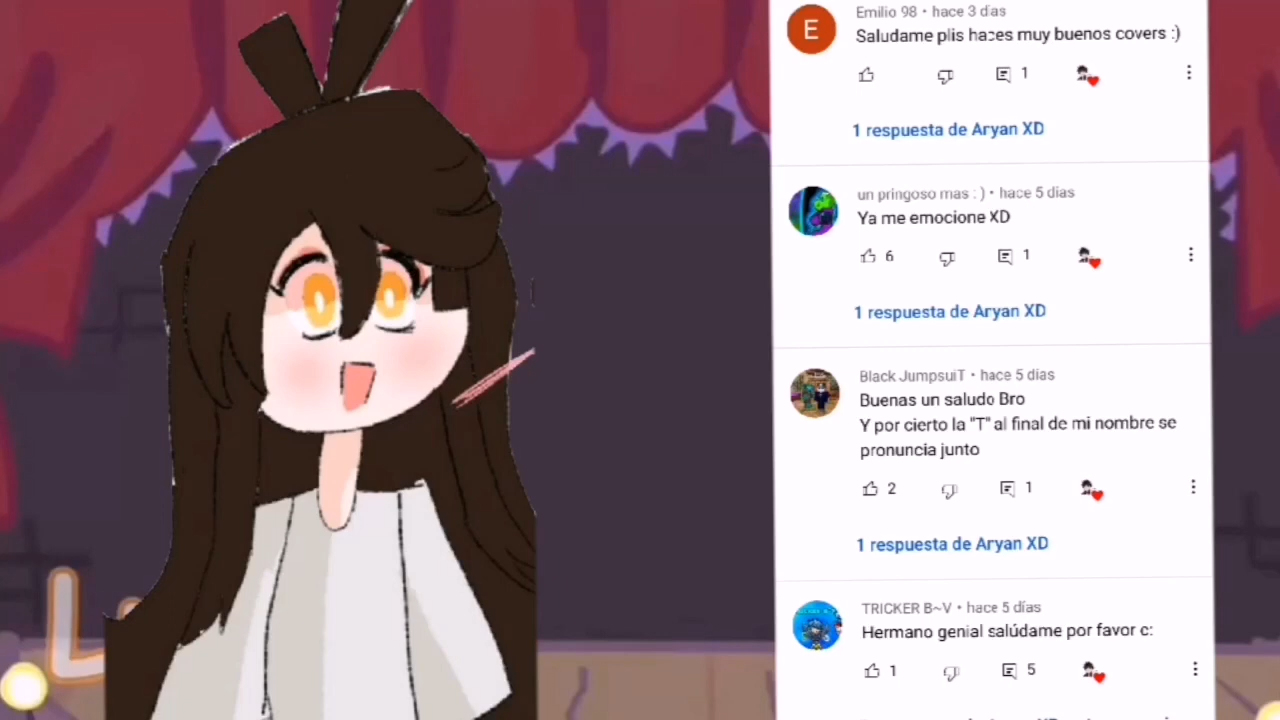 Emilio 98 • hace 3 días
Saludame plis haces muy buenos covers :)
1
1 respuesta de Aryan XD
un pringoso mas : ) • hace 5 días
Ya me emocione XD
6 1
1 respuesta de Aryan XD
Black JumpsuiT • hace 5 días
Buenas un saludo Bro
Y por cierto la "T" al final de mi nombre se
pronuncia junto
2 1
1 respuesta de Aryan XD
TRICKER B~V • hace 5 días
Hermano genial salúdame por favor c:
1 5
E
L